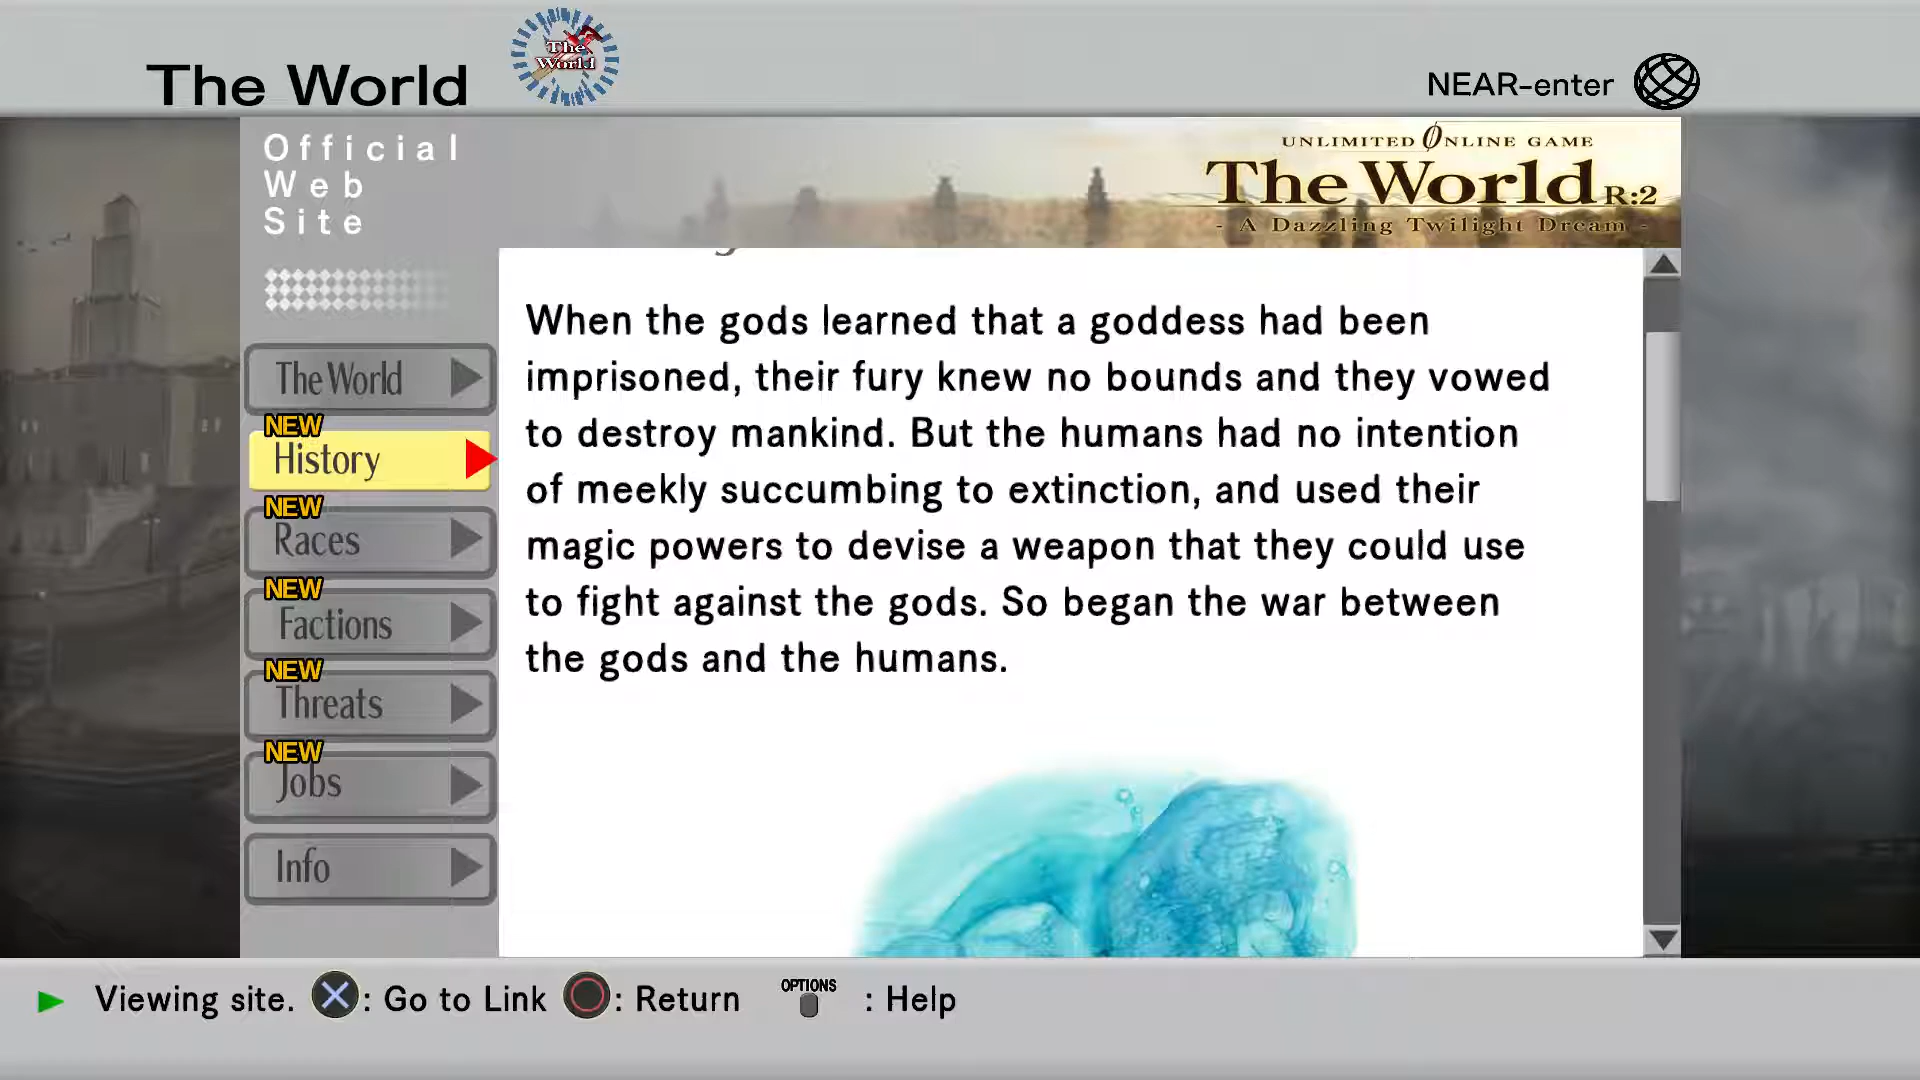 The World
The World
NEAR-enter
Official
Web
Site
UNLIMITED ONLINE GAME
The World R:2
- A Dazzling Twilight Dream -
The World
NEW
History
NEW
Races
NEW
Factions
NEW
Threats
NEW
Jobs
Info
When the gods learned that a goddess had been
imprisoned, their fury knew no bounds and they vowed
to destroy mankind. But the humans had no intention
of meekly succumbing to extinction, and used their
magic powers to devise a weapon that they could use
to fight against the gods. So began the war between
the gods and the humans.
Viewing site. : Go to Link : Return OPTIONS : Help